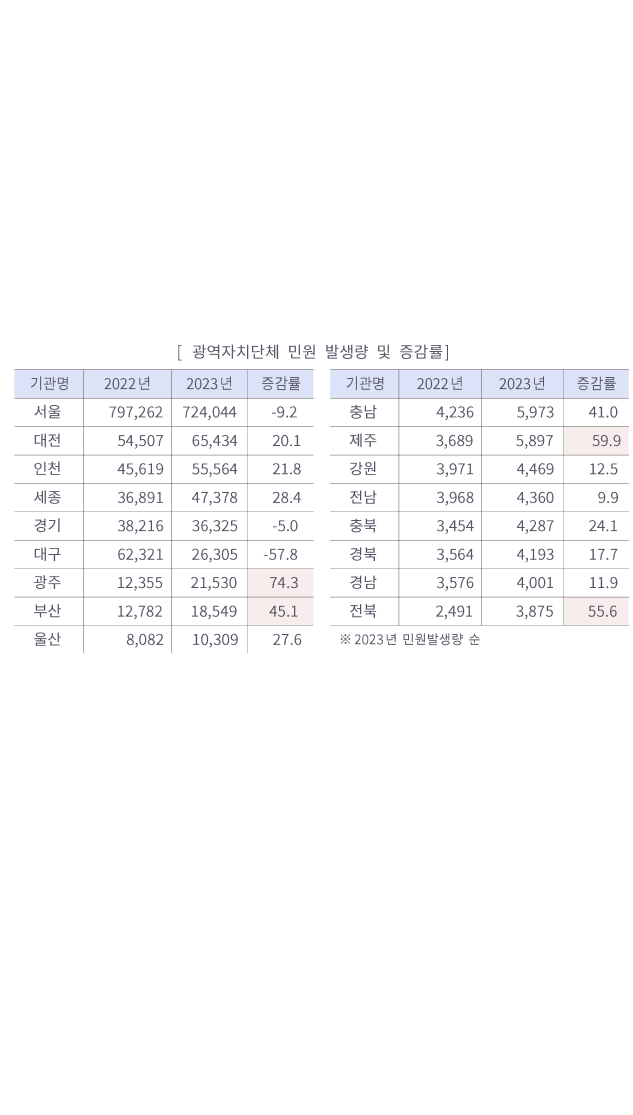 [ 광역자치단체 민원 발생량 및 증감률]
기관명 2022년 2023년 증감률
서울 797,262 724,044 -9.2
대전 54,507 65,434 20.1
인천 45,619 55,564 21.8
세종 36,891 47,378 28.4
경기 38,216 36,325 -5.0
대구 62,321 26,305 -57.8
광주 12,355 21,530 74.3
부산 12,782 18,549 45.1
울산 8,082 10,309 27.6
기관명 2022년 2023년 증감률
충남 4,236 5,973 41.0
제주 3,689 5,897 59.9
강원 3,971 4,469 12.5
전남 3,968 4,360 9.9
충북 3,454 4,287 24.1
경북 3,564 4,193 17.7
경남 3,576 4,001 11.9
전북 2,491 3,875 55.6
※ 2023년 민원발생량 순